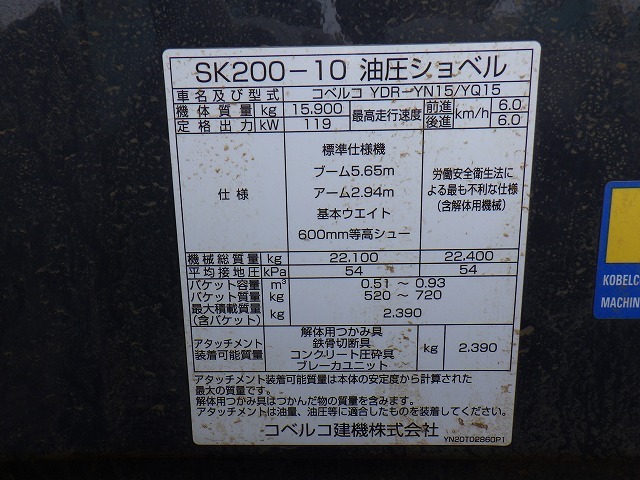 SK200-10 油圧ショベル
車名及び型式 コベルコ YDR-YN15/YQ15
機体質量 kg 15,900 最高走行速度 前進 km/h 6.0
定格出力 kW 119 後進 6.0
仕様
標準仕様機
ブーム5.65m
アーム2.94m
基本ウエイト
600mm等高シュー
労働安全衛生法に
よる最も不利な仕様
(含解体用機械)
機械総質量 kg 22,100 22,400
平均接地圧 kPa 54 54
バケット容量 m³ 0.51 ~ 0.93
バケット質量 kg 520 ~ 720
最大積載質量
(含バケット) kg 2,390
アタッチメント
装着可能質量
解体用つかみ具
鉄骨切断具
コンクリート圧砕具
ブレーカユニット
kg 2,390
アタッチメント装着可能質量は本体の安定度から計算された
最大の質量です。
解体用つかみ具はつかんだ物の質量を含みます。
アタッチメントは油量、油圧等に適合したものを装着してください。
コベルコ建機株式会社
YN20T02860P1
KOBELC
MACHIN